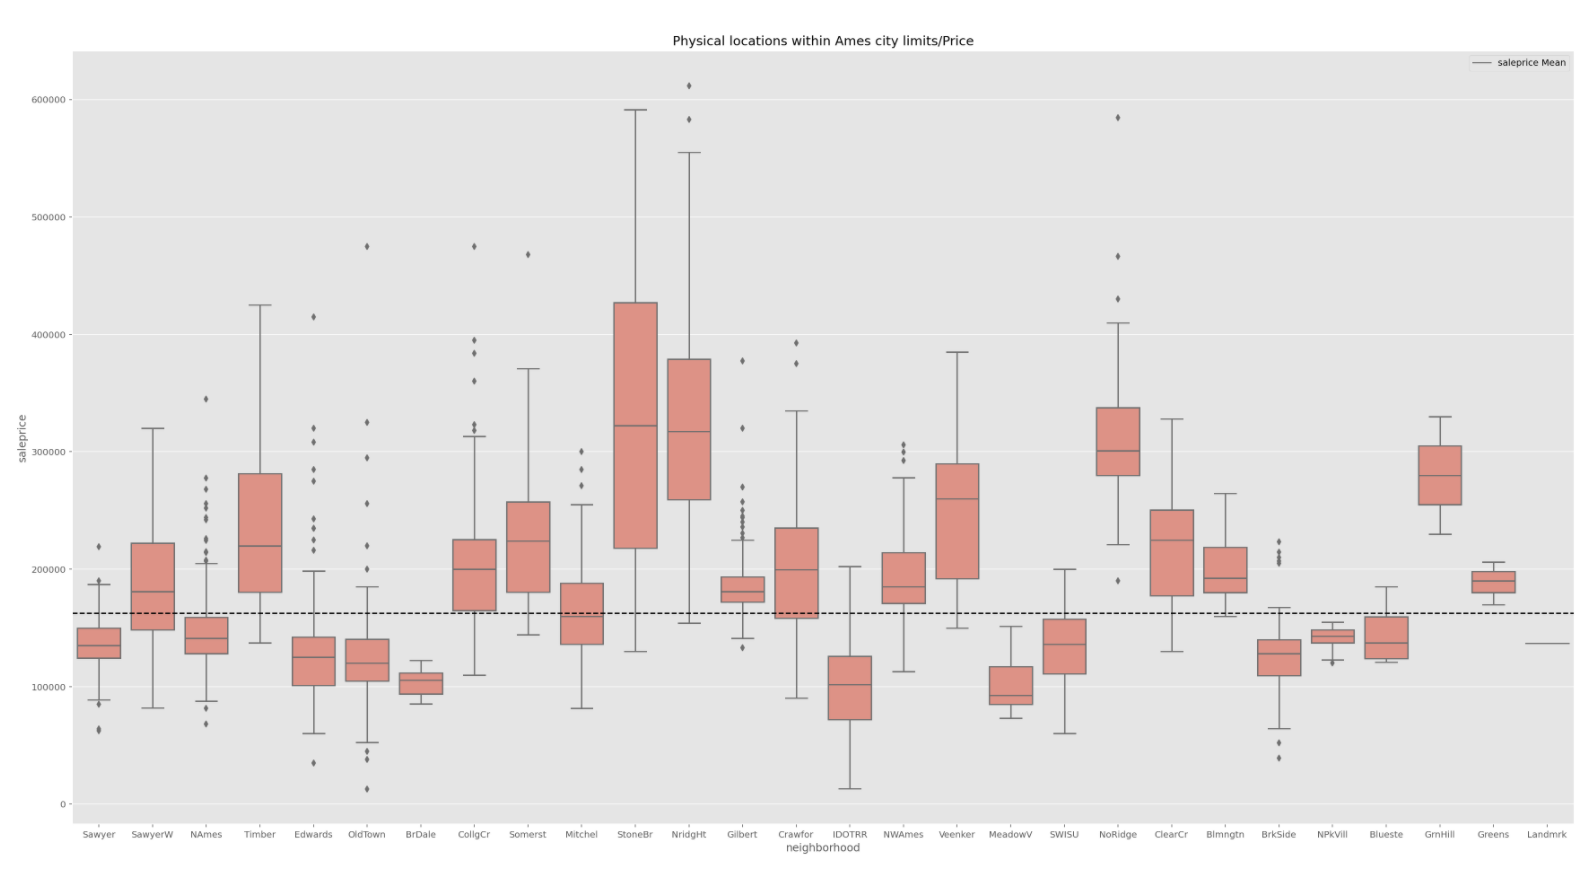 Physical locations within Ames city limits/Price
saleprice Mean
600000
500000
400000
300000
200000
100000
0
saleprice
Sawyer SawyerW NAmes Timber Edwards OldTown BrDale CollgCr Somerst Mitchel StoneBr NridgHt Gilbert Crawfor IDOTRR NWAmes Veenker MeadowV SWISU NoRidge ClearCr Blmngtn BrkSide NPkVill Blueste GrnHill Greens Landmrk
neighborhood